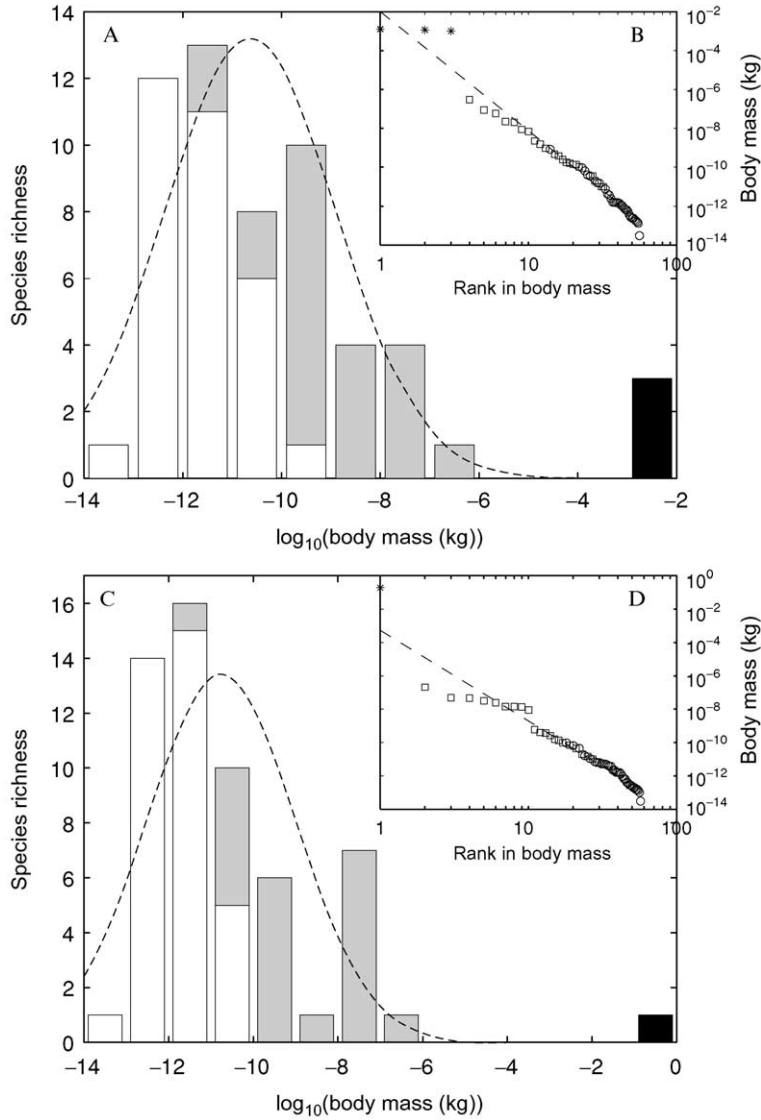 A
B
Species richness
14
12
10
8
6
4
2
0
−14 −12 −10 −8 −6 −4 −2
log₁₀(body mass (kg))
10⁻²
10⁻⁴
10⁻⁶
10⁻⁸
10⁻¹⁰
10⁻¹²
10⁻¹⁴
Body mass (kg)
1 10 100
Rank in body mass
C
D
Species richness
16
14
12
10
8
6
4
2
0
−14 −12 −10 −8 −6 −4 −2 0
log₁₀(body mass (kg))
10⁰
10⁻²
10⁻⁴
10⁻⁶
10⁻⁸
10⁻¹⁰
10⁻¹²
10⁻¹⁴
Body mass (kg)
1 10 100
Rank in body mass